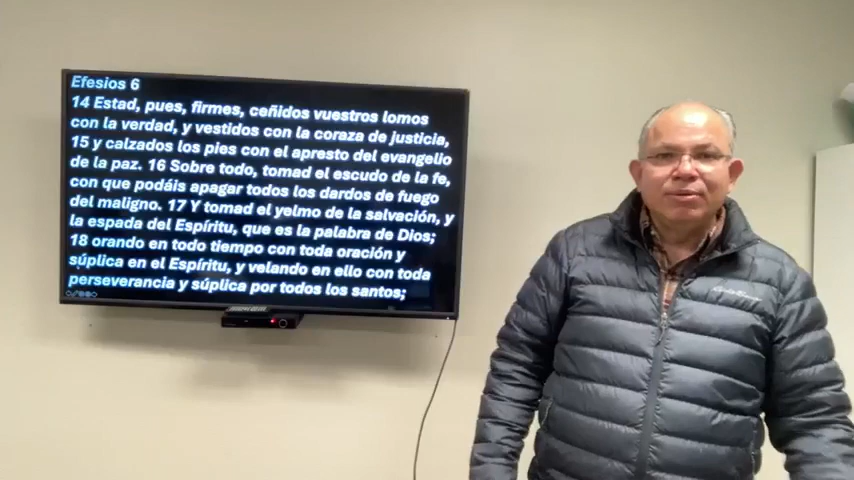 Efesios 6
14 Estad, pues, firmes, ceñidos vuestros lomos
con la verdad, y vestidos con la coraza de justicia,
15 y calzados los pies con el apresto del evangelio
de la paz. 16 Sobre todo, tomad el escudo de la fe,
con que podáis apagar todos los dardos de fuego
del maligno. 17 Y tomad el yelmo de la salvación, y
la espada del Espíritu, que es la palabra de Dios;
18 orando en todo tiempo con toda oración y
súplica en el Espíritu, y velando en ello con toda
perseverancia y súplica por todos los santos;